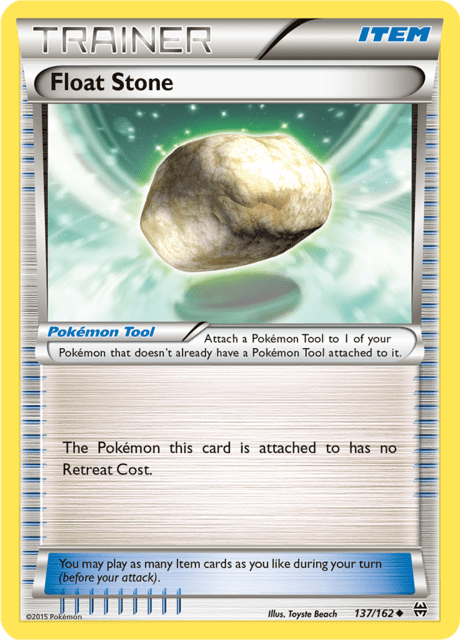 TRAINER
ITEM
Float Stone
Pokémon Tool
Attach a Pokémon Tool to 1 of your
Pokémon that doesn't already have a Pokémon Tool attached to it.
The Pokémon this card is attached to has no
Retreat Cost.
You may play as many Item cards as you like during your turn
(before your attack).
©2015 Pokémon
Illus. Toyste Beach
137/162